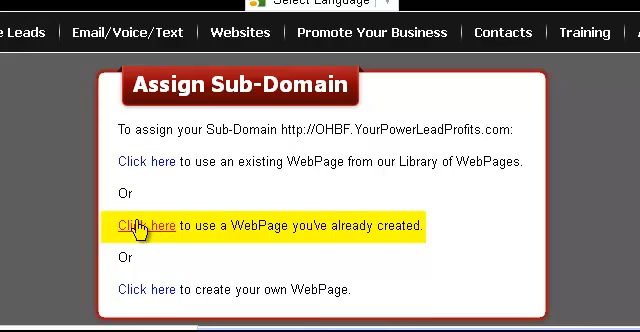 Select Language
e Leads
Email/Voice/Text
Websites
Promote Your Business
Contacts
Training
Assign Sub-Domain
To assign your Sub-Domain http://OHBF.YourPowerLeadProfits.com:
Click here to use an existing WebPage from our Library of WebPages.
Or
Click here to use a WebPage you've already created.
Or
Click here to create your own WebPage.